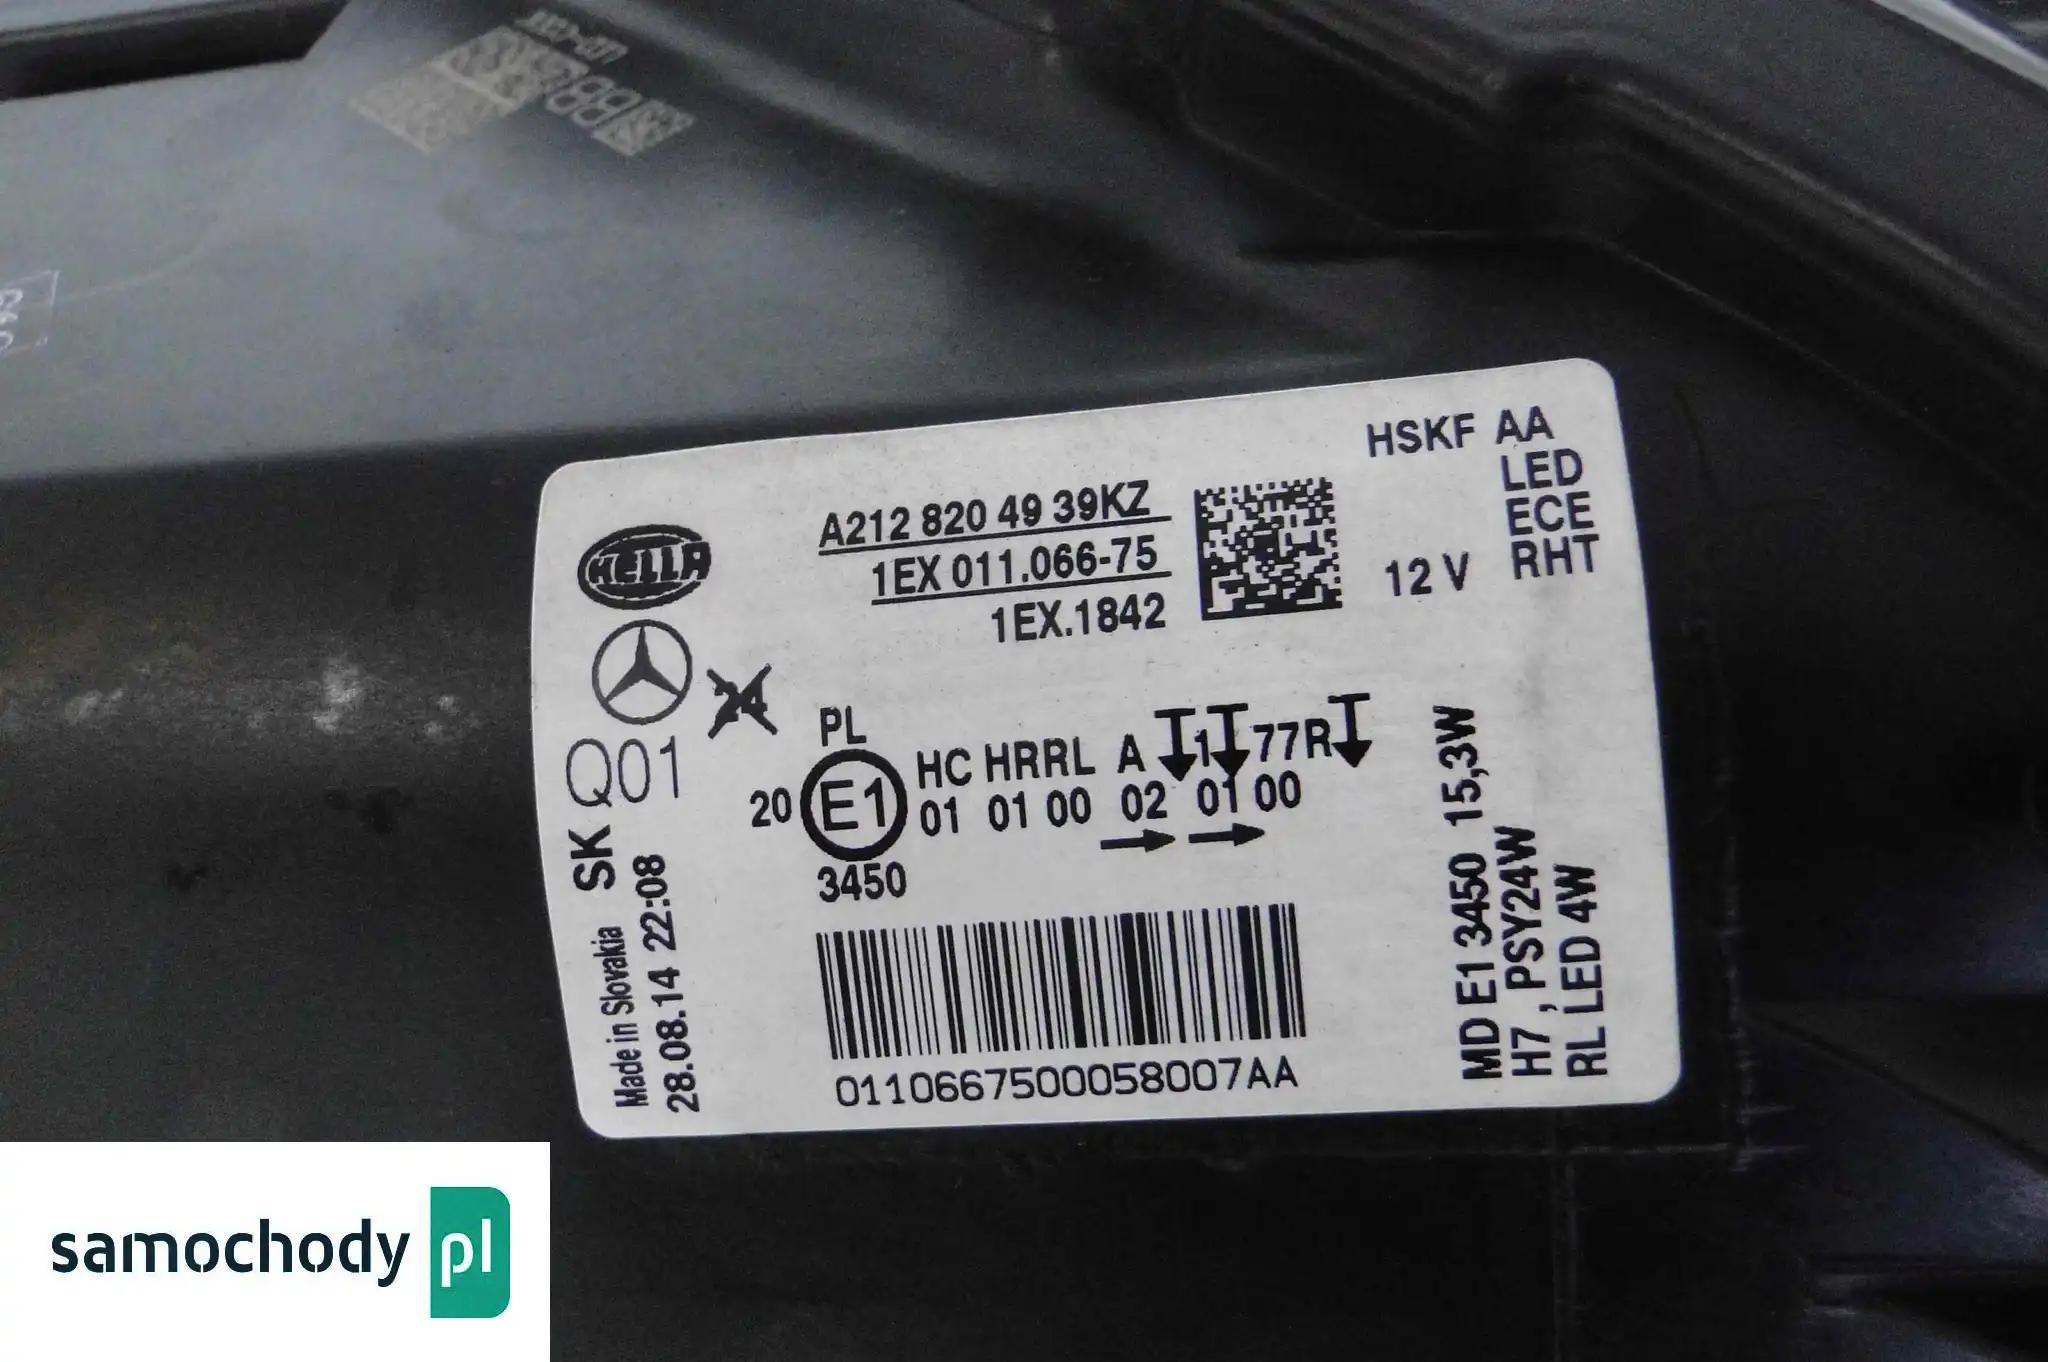 HELLA
A212 820 49 39KZ
1EX 011.066-75
1EX.1842
HSKF AA
LED
ECE
12 V RHT
Q01
PL
20 E1 HC HRRL A 1 77R
01 01 00 02 01 00
3450
0110667500058007AA
SK
Made in Slovakia
28.08.14 22:08
MD E1 3450 15,3W
H7 , PSY24W
RL LED 4W
samochody pl